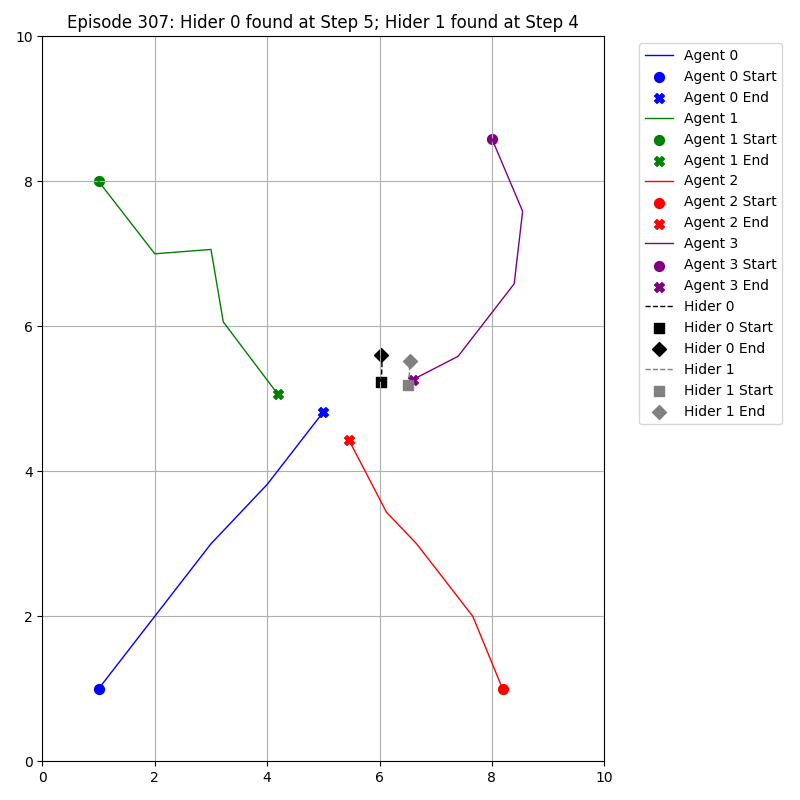 Episode 307: Hider 0 found at Step 5; Hider 1 found at Step 4
10
8
6
4
2
0
0 2 4 6 8 10
Agent 0
Agent 0 Start
Agent 0 End
Agent 1
Agent 1 Start
Agent 1 End
Agent 2
Agent 2 Start
Agent 2 End
Agent 3
Agent 3 Start
Agent 3 End
Hider 0
Hider 0 Start
Hider 0 End
Hider 1
Hider 1 Start
Hider 1 End